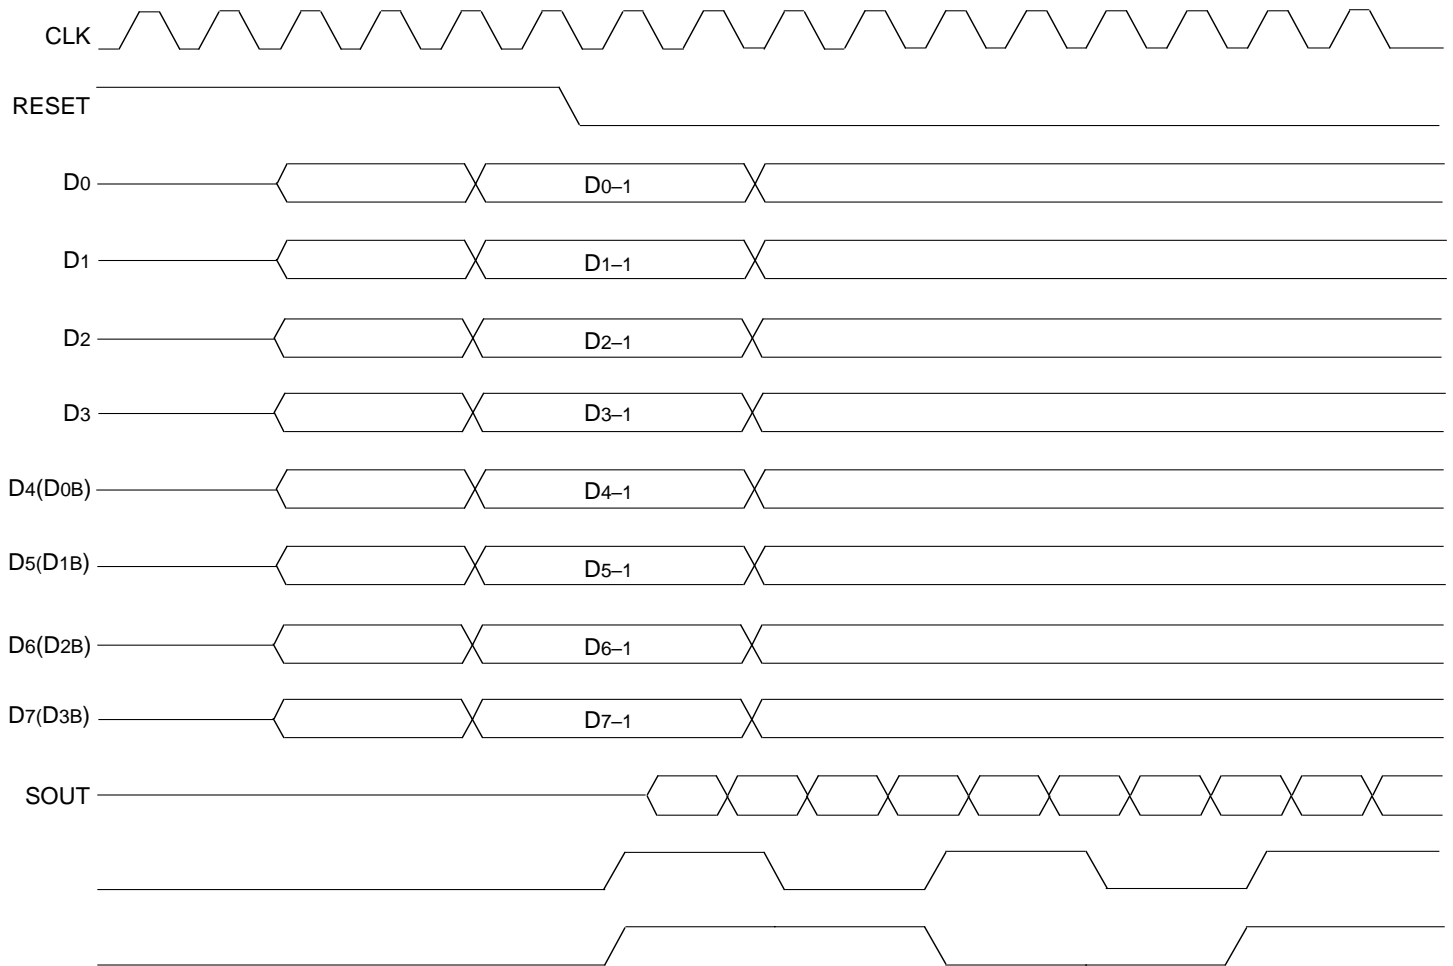 CLK
RESET
D0 D0–1
D1 D1–1
D2 D2–1
D3 D3–1
D4(D0B) D4–1
D5(D1B) D5–1
D6(D2B) D6–1
D7(D3B) D7–1
SOUT